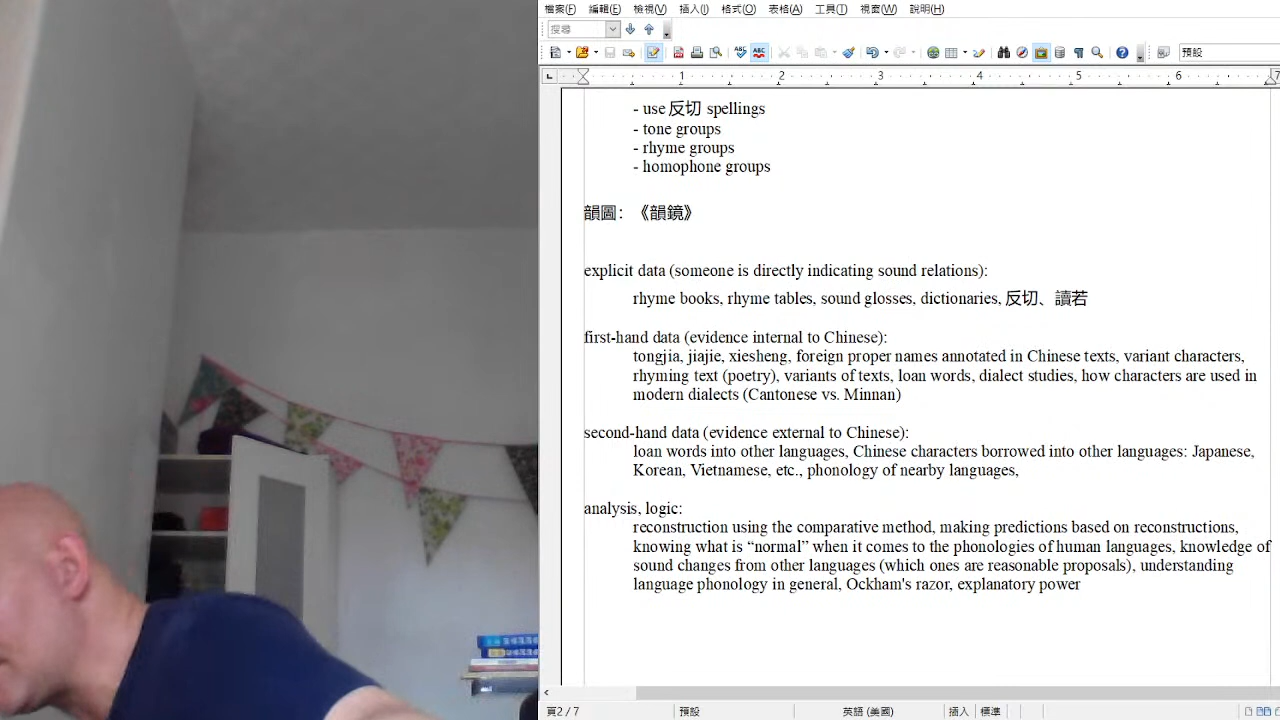 檔案(F) 編輯(E) 檢視(V) 插入(I) 格式(O) 表格(A) 工具(T) 視窗(W) 說明(H)
搜尋
預設
1 2 3 4 5 6 7
- use 反切 spellings
- tone groups
- rhyme groups
- homophone groups
韻圖：《韻鏡》
explicit data (someone is directly indicating sound relations):
rhyme books, rhyme tables, sound glosses, dictionaries, 反切、讀若
first-hand data (evidence internal to Chinese):
tongjia, jiajie, xiesheng, foreign proper names annotated in Chinese texts, variant characters,
rhyming text (poetry), variants of texts, loan words, dialect studies, how characters are used in
modern dialects (Cantonese vs. Minnan)
second-hand data (evidence external to Chinese):
loan words into other languages, Chinese characters borrowed into other languages: Japanese,
Korean, Vietnamese, etc., phonology of nearby languages,
analysis, logic:
reconstruction using the comparative method, making predictions based on reconstructions,
knowing what is “normal” when it comes to the phonologies of human languages, knowledge of
sound changes from other languages (which ones are reasonable proposals), understanding
language phonology in general, Ockham's razor, explanatory power
頁2 / 7 預設 英語 (美國) 插入 標準